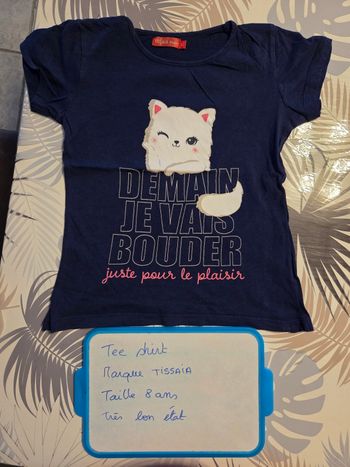 DEMAIN
JE VAIS
BOUDER
juste pour le plaisir
Tee shirt
Marque TISSAIA
Taille 8 ans
Très bon état